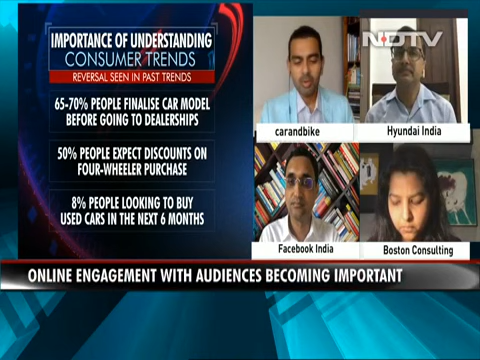 IMPORTANCE OF UNDERSTANDING
CONSUMER TRENDS
REVERSAL SEEN IN PAST TRENDS
65-70% PEOPLE FINALISE CAR MODEL
BEFORE GOING TO DEALERSHIPS
50% PEOPLE EXPECT DISCOUNTS ON
FOUR-WHEELER PURCHASE
8% PEOPLE LOOKING TO BUY
USED CARS IN THE NEXT 6 MONTHS
NDTV
carandbike
Hyundai India
Facebook India
Boston Consulting
ONLINE ENGAGEMENT WITH AUDIENCES BECOMING IMPORTANT